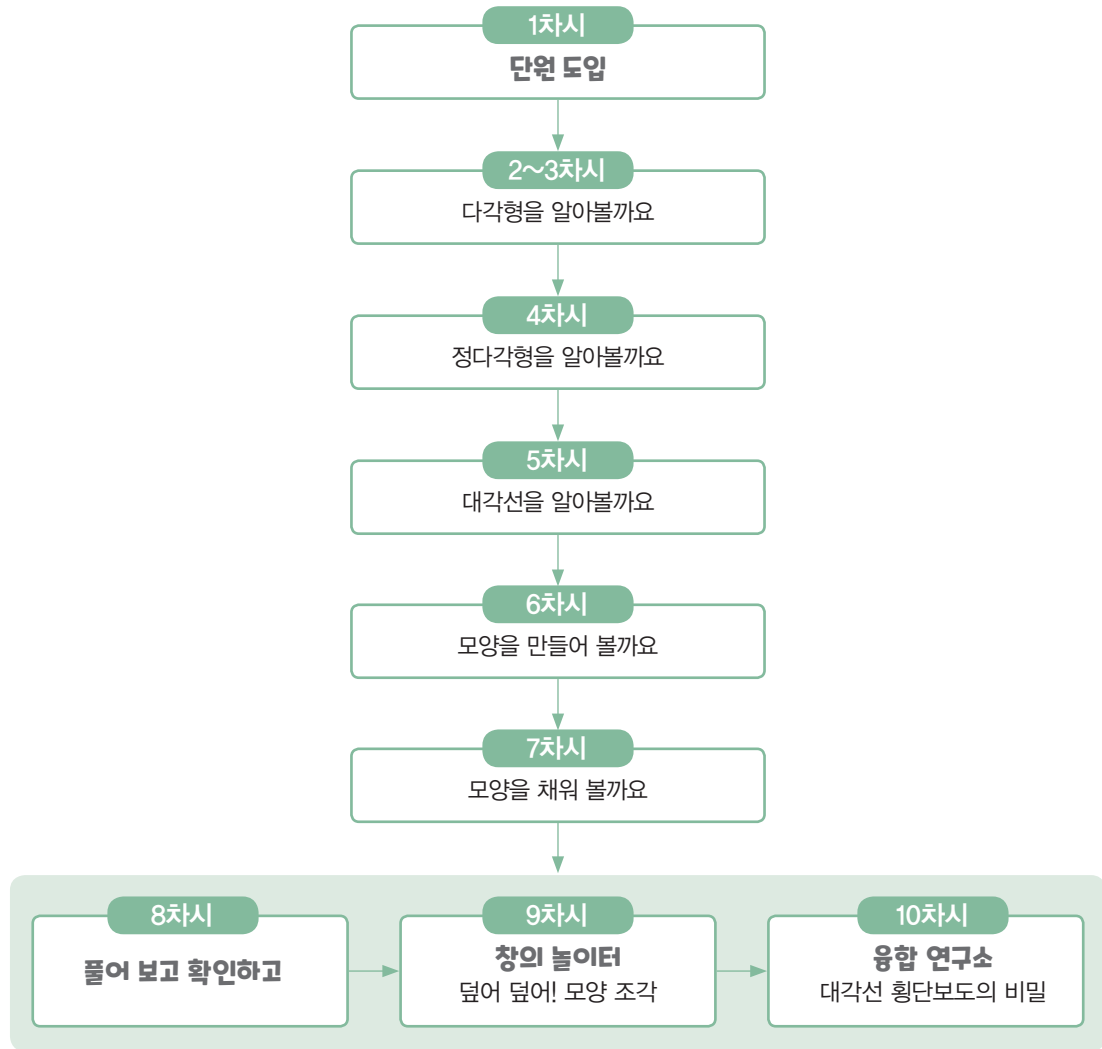 1차시
단원 도입
2~3차시
다각형을 알아볼까요
4차시
정다각형을 알아볼까요
5차시
대각선을 알아볼까요
6차시
모양을 만들어 볼까요
7차시
모양을 채워 볼까요
8차시
풀어 보고 확인하고
9차시
창의 놀이터
덮어 덮어! 모양 조각
10차시
융합 연구소
대각선 횡단보도의 비밀